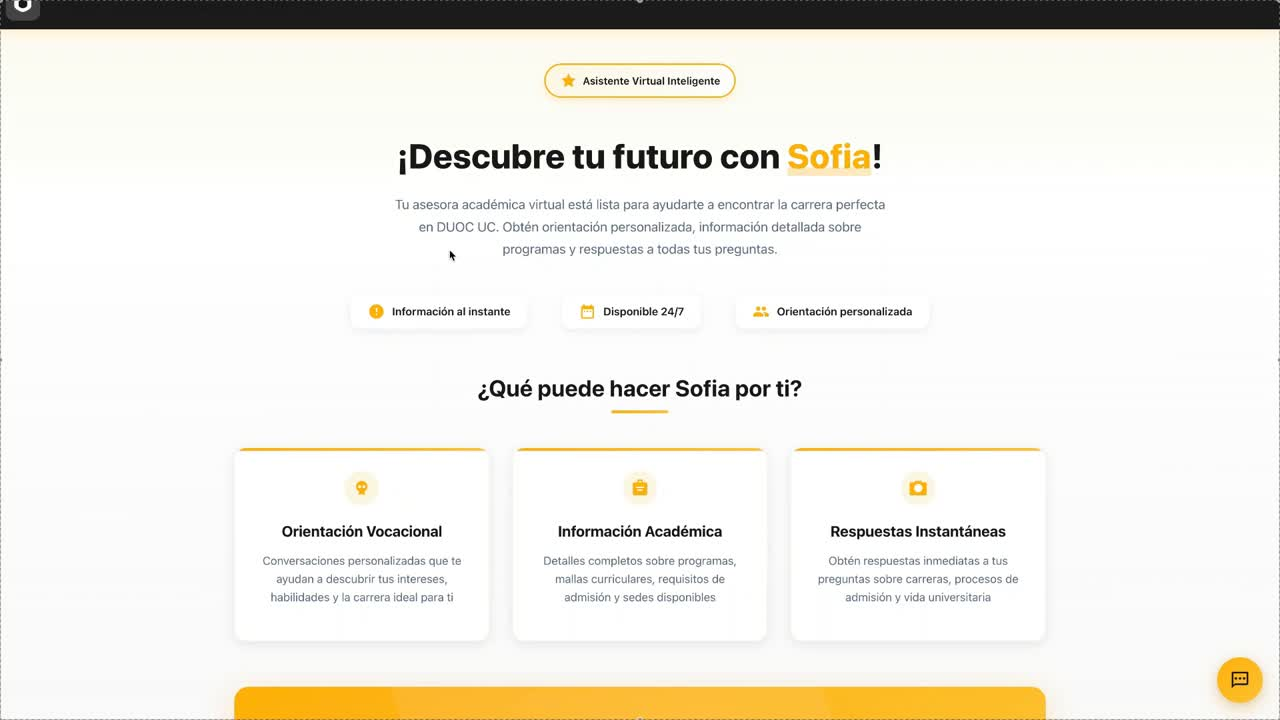 Asistente Virtual Inteligente
¡Descubre tu futuro con Sofia!
Tu asesora académica virtual está lista para ayudarte a encontrar la carrera perfecta
en DUOC UC. Obtén orientación personalizada, información detallada sobre
programas y respuestas a todas tus preguntas.
Información al instante
Disponible 24/7
Orientación personalizada
¿Qué puede hacer Sofia por ti?
Orientación Vocacional
Conversaciones personalizadas que te
ayudan a descubrir tus intereses,
habilidades y la carrera ideal para ti
Información Académica
Detalles completos sobre programas,
mallas curriculares, requisitos de
admisión y sedes disponibles
Respuestas Instantáneas
Obtén respuestas inmediatas a tus
preguntas sobre carreras, procesos de
admisión y vida universitaria